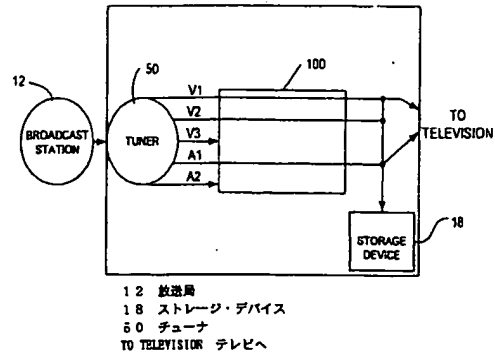 12
50
100
V1
V2
V3
A1
A2
BROADCAST
STATION
TUNER
TO
TELEVISION
STORAGE
DEVICE
18
12 放送局
18 ストレージ・デバイス
50 チューナ
TO TELEVISION テレビへ